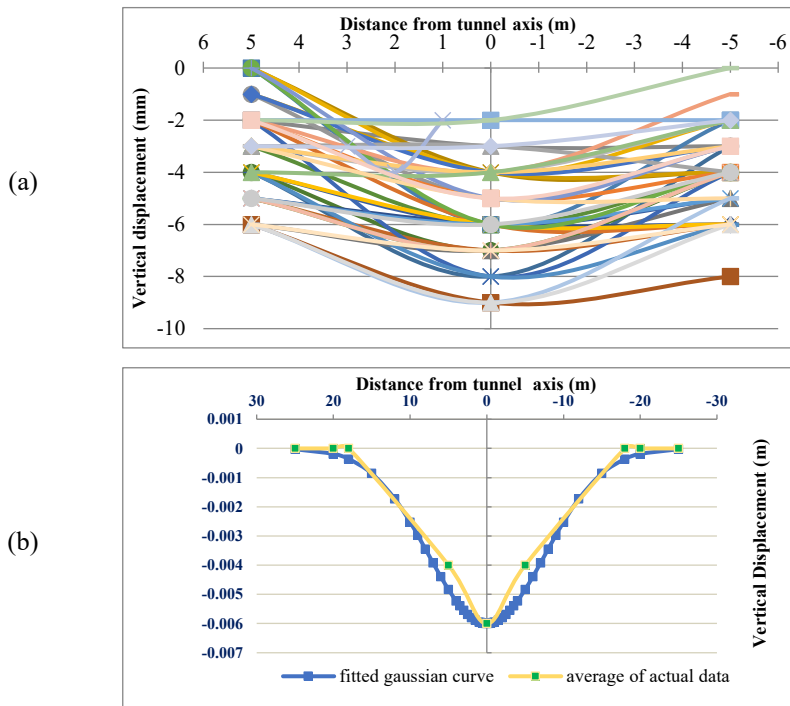 (a)
Distance from tunnel axis (m)
6 5 4 3 2 1 0 -1 -2 -3 -4 -5 -6
Vertical displacement (mm)
0
-2
-4
-6
-8
-10
(b)
Distance from tunnel axis (m)
30 20 10 0 -10 -20 -30
0.001
0
-0.001
-0.002
-0.003
-0.004
-0.005
-0.006
-0.007
Vertical Displacement (m)
fitted gaussian curve average of actual data